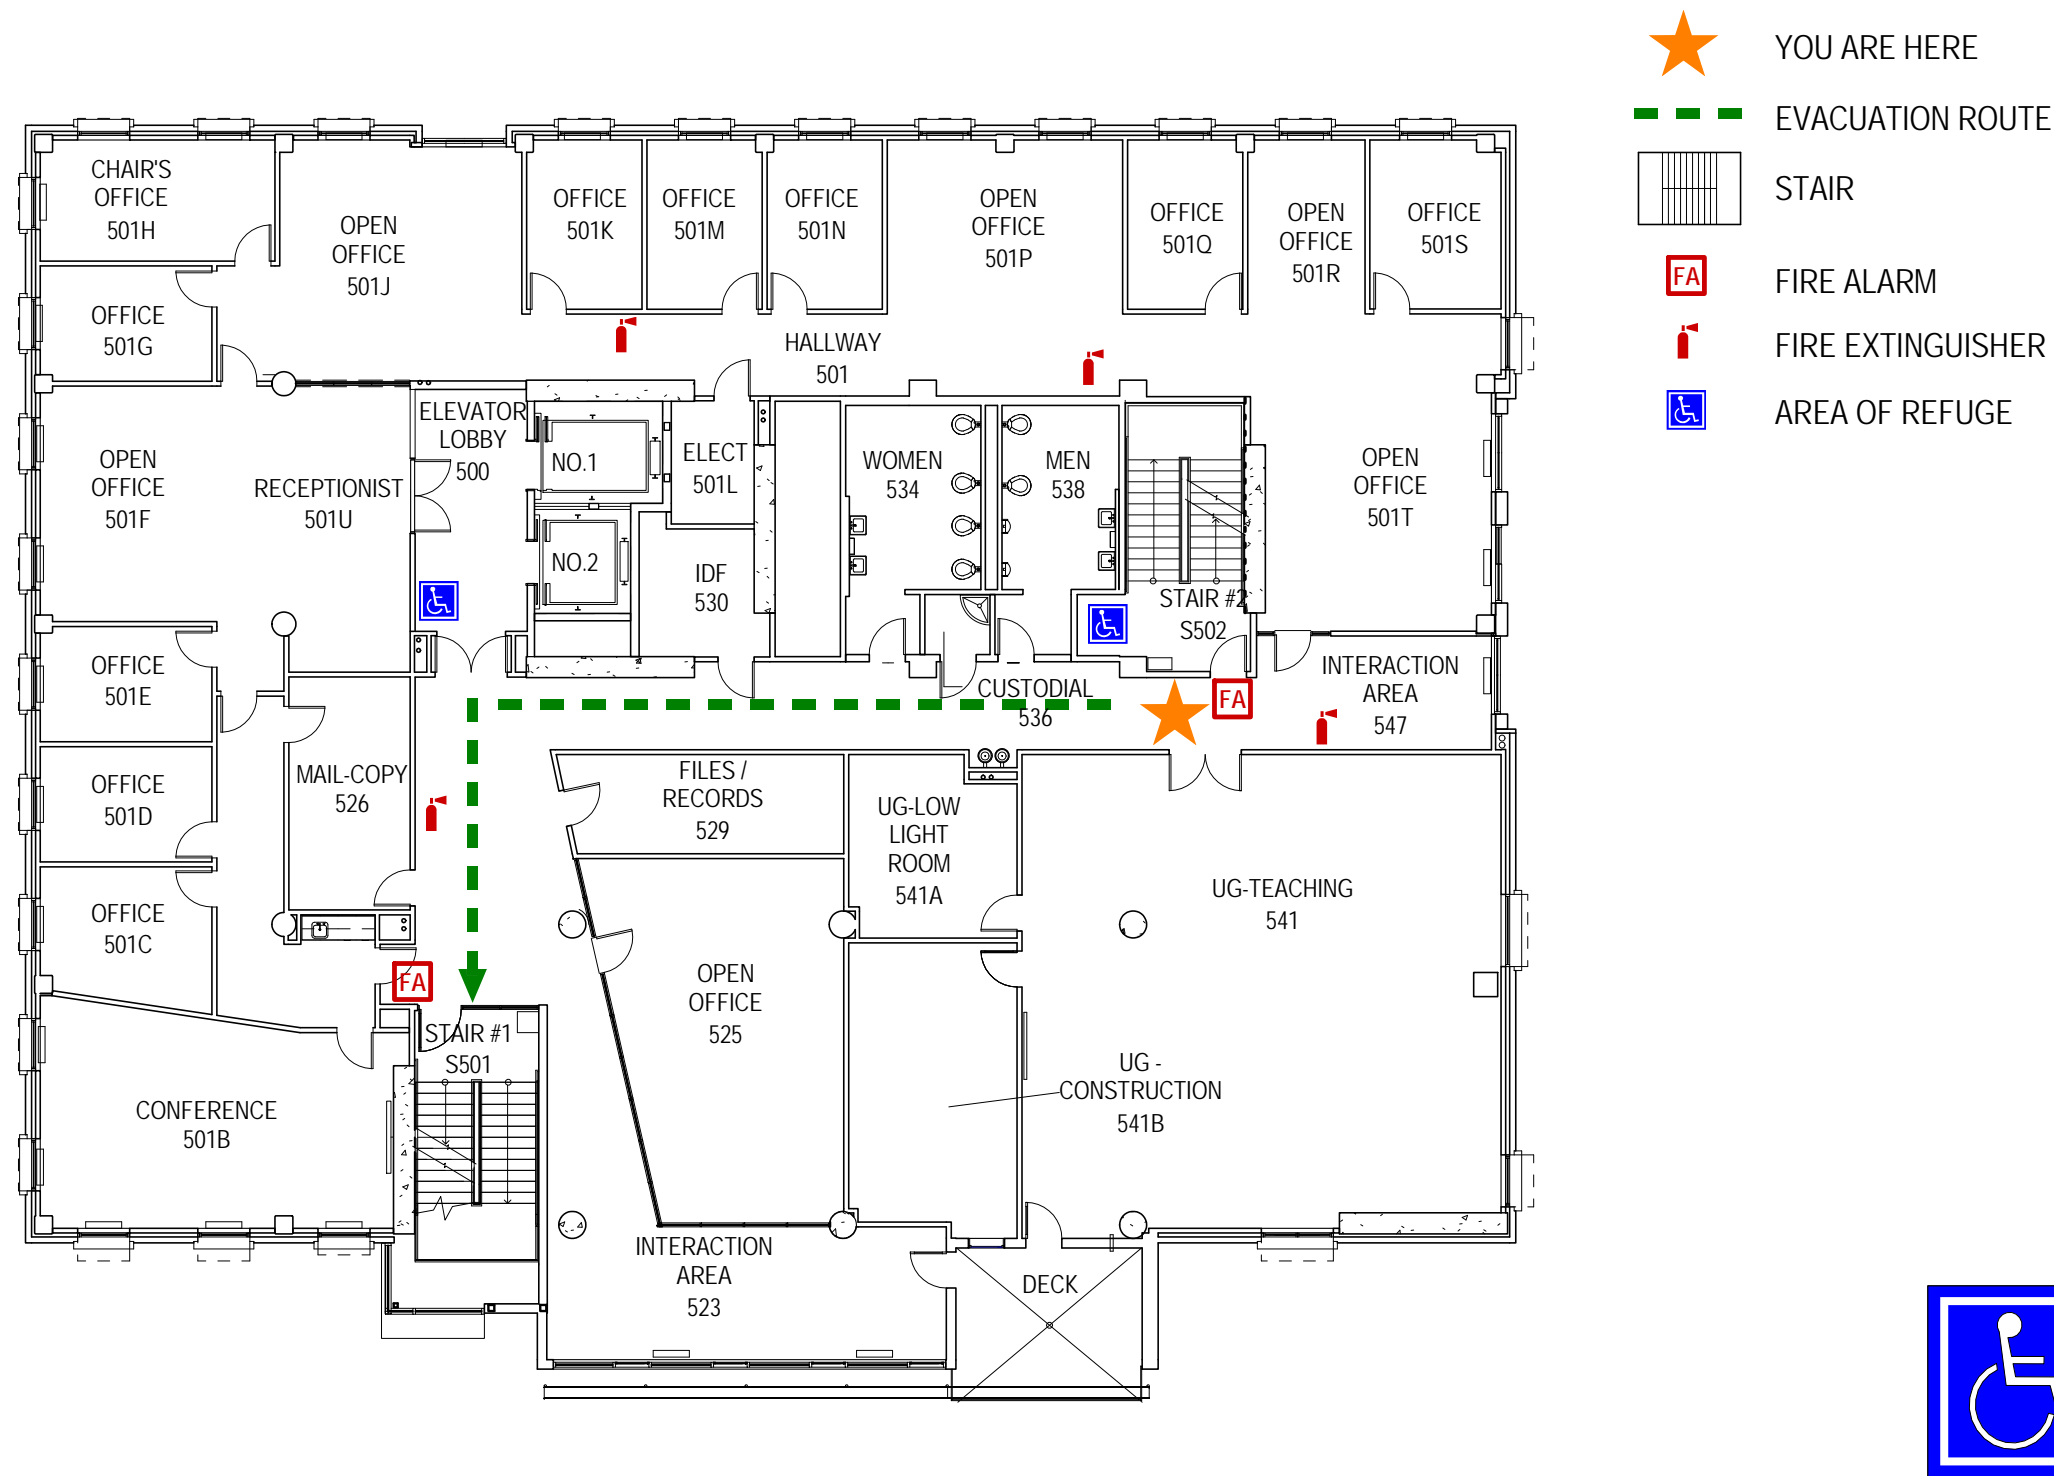 YOU ARE HERE
EVACUATION ROUTE
STAIR
FA
FIRE ALARM
FIRE EXTINGUISHER
AREA OF REFUGE
CHAIR'S
OFFICE
501H
OPEN
OFFICE
501J
OFFICE
501K
OFFICE
501M
OFFICE
501N
OPEN
OFFICE
501P
OFFICE
501Q
OPEN
OFFICE
501R
OFFICE
501S
OFFICE
501G
HALLWAY
501
ELEVATOR
LOBBY
500
NO.1
ELECT
501L
WOMEN
534
MEN
538
OPEN
OFFICE
501T
OPEN
OFFICE
501F
RECEPTIONIST
501U
NO.2
IDF
530
STAIR #2
S502
OFFICE
501E
INTERACTION
AREA
547
CUSTODIAL
536
FA
OFFICE
501D
MAIL-COPY
526
FILES /
RECORDS
529
UG-LOW
LIGHT
ROOM
541A
UG-TEACHING
541
OFFICE
501C
FA
OPEN
OFFICE
525
STAIR #1
S501
UG -
CONSTRUCTION
541B
CONFERENCE
501B
INTERACTION
AREA
523
DECK